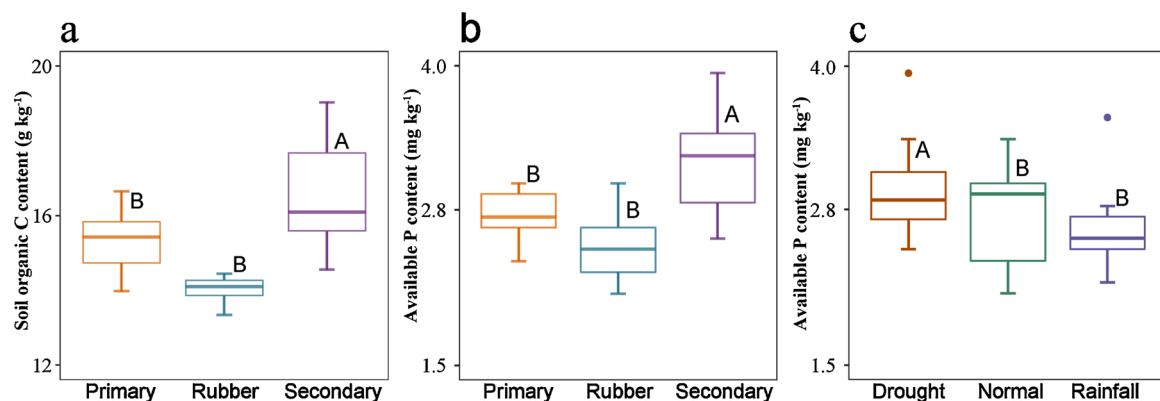 a
Soil organic C content (g kg⁻¹)
20
16
12
B
B
A
Primary Rubber Secondary
b
Available P content (mg kg⁻¹)
4.0
2.8
1.5
B
B
A
Primary Rubber Secondary
c
Available P content (mg kg⁻¹)
4.0
2.8
1.5
A
B
B
Drought Normal Rainfall